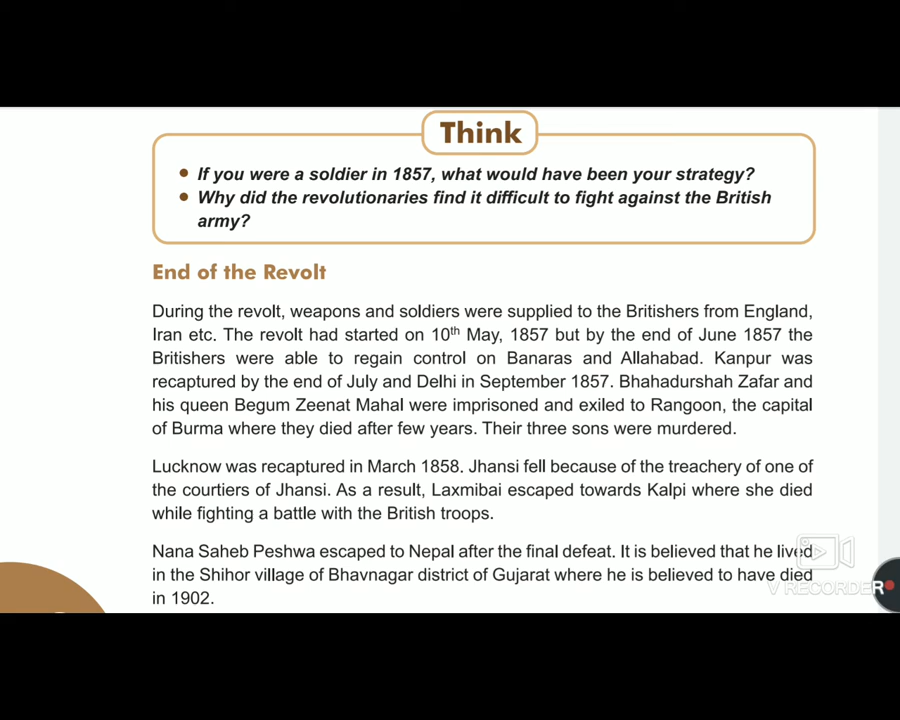 Think
• If you were a soldier in 1857, what would have been your strategy?
• Why did the revolutionaries find it difficult to fight against the British
army?
End of the Revolt
During the revolt, weapons and soldiers were supplied to the Britishers from England,
Iran etc. The revolt had started on 10th May, 1857 but by the end of June 1857 the
Britishers were able to regain control on Banaras and Allahabad. Kanpur was
recaptured by the end of July and Delhi in September 1857. Bhahadurshah Zafar and
his queen Begum Zeenat Mahal were imprisoned and exiled to Rangoon, the capital
of Burma where they died after few years. Their three sons were murdered.
Lucknow was recaptured in March 1858. Jhansi fell because of the treachery of one of
the courtiers of Jhansi. As a result, Laxmibai escaped towards Kalpi where she died
while fighting a battle with the British troops.
Nana Saheb Peshwa escaped to Nepal after the final defeat. It is believed that he lived
in the Shihor village of Bhavnagar district of Gujarat where he is believed to have died
in 1902.
V RECORDER